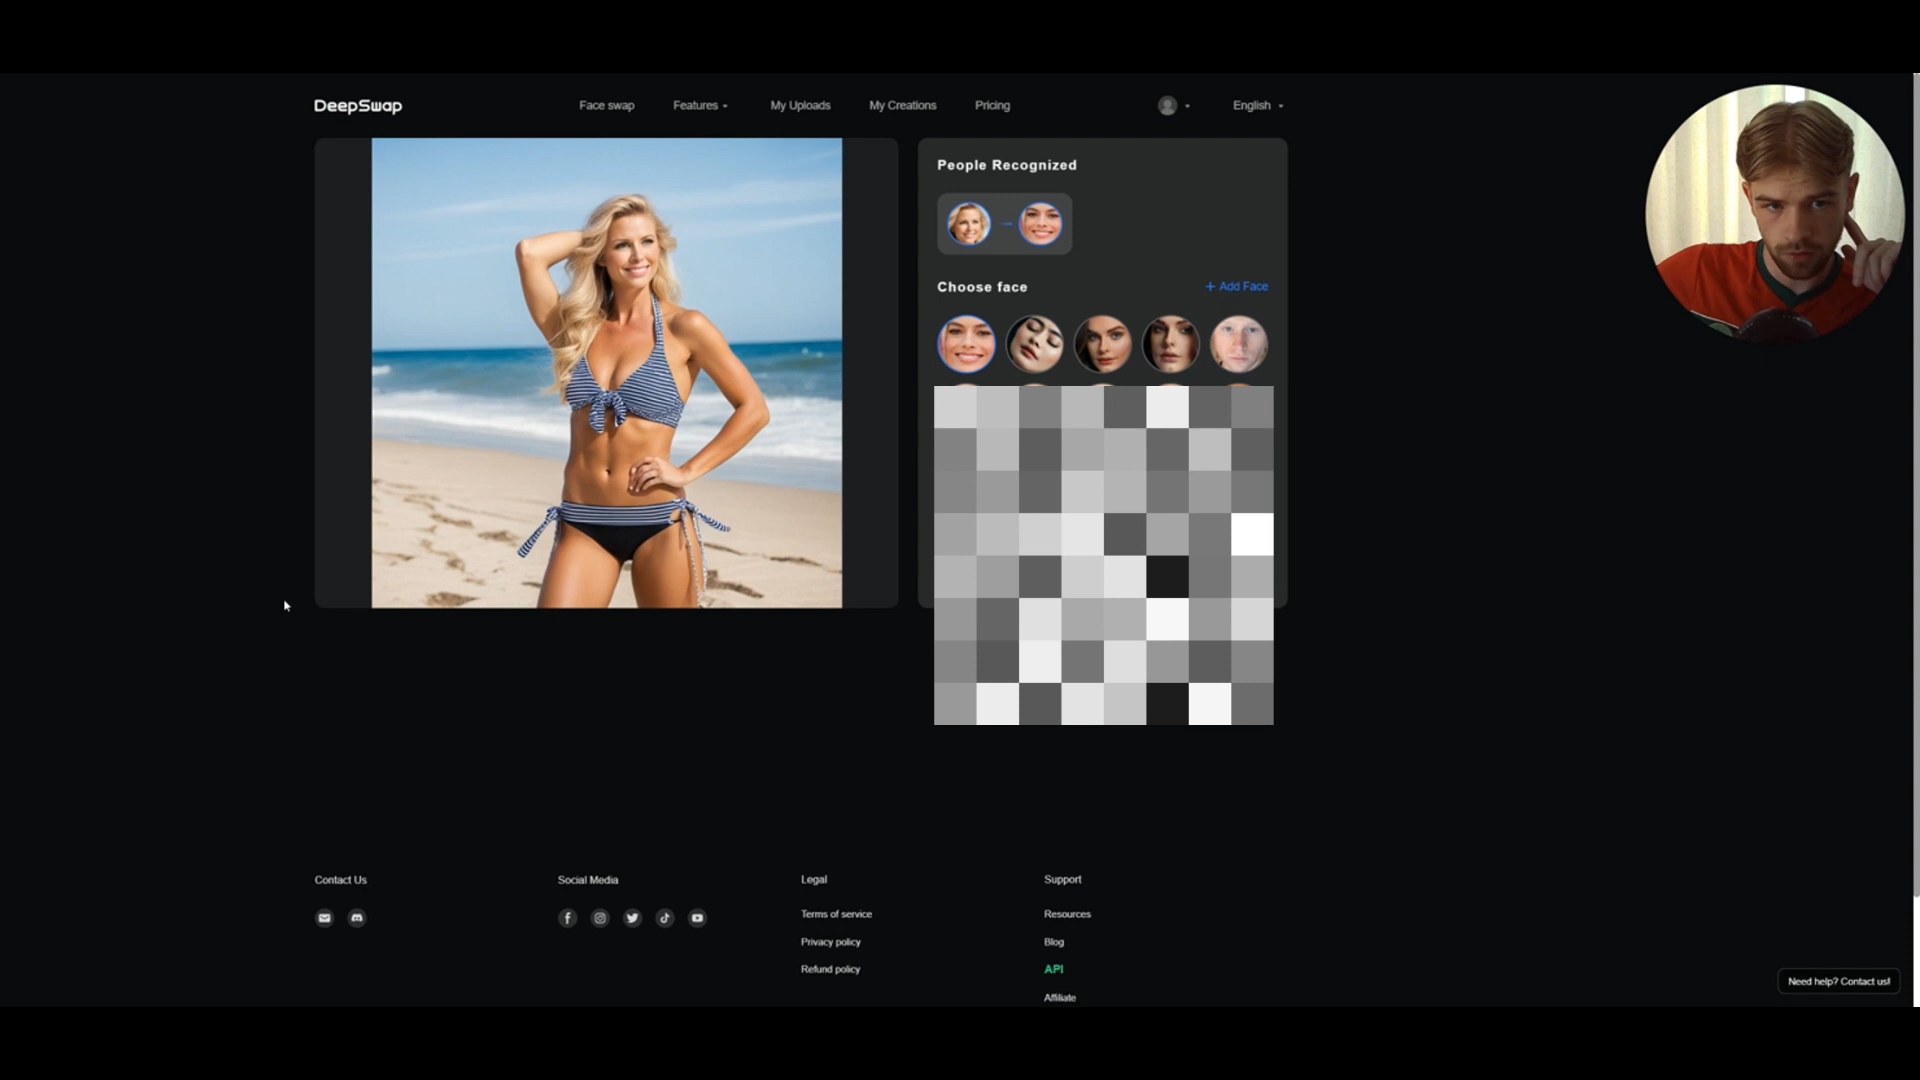 DeepSwap
Face swap
Features
My Uploads
My Creations
Pricing
English
People Recognized
Choose face
+ Add Face
Contact Us
Social Media
Legal
Terms of service
Privacy policy
Refund policy
Support
Resources
Blog
API
Affiliate
Need help? Contact us!